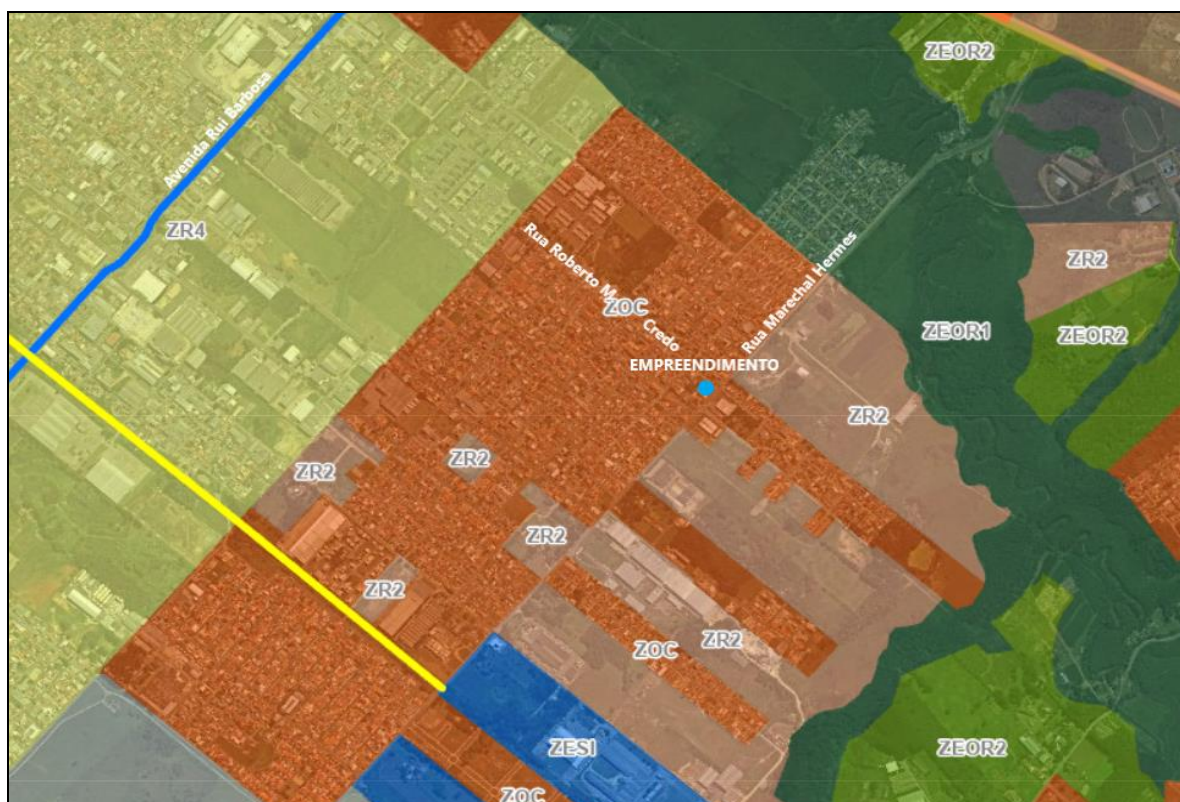 ZEOR2
Avenida Rui Barbosa
ZR4
Rua Roberto M
Credo
ZOC
Rua Marechal Hermes
ZR2
ZEOR1
ZEOR2
EMPREENDIMENTO
ZR2
ZR2
ZR2
ZR2
ZR2
ZOC
ZR2
ZESI
ZEOR2
ZOC